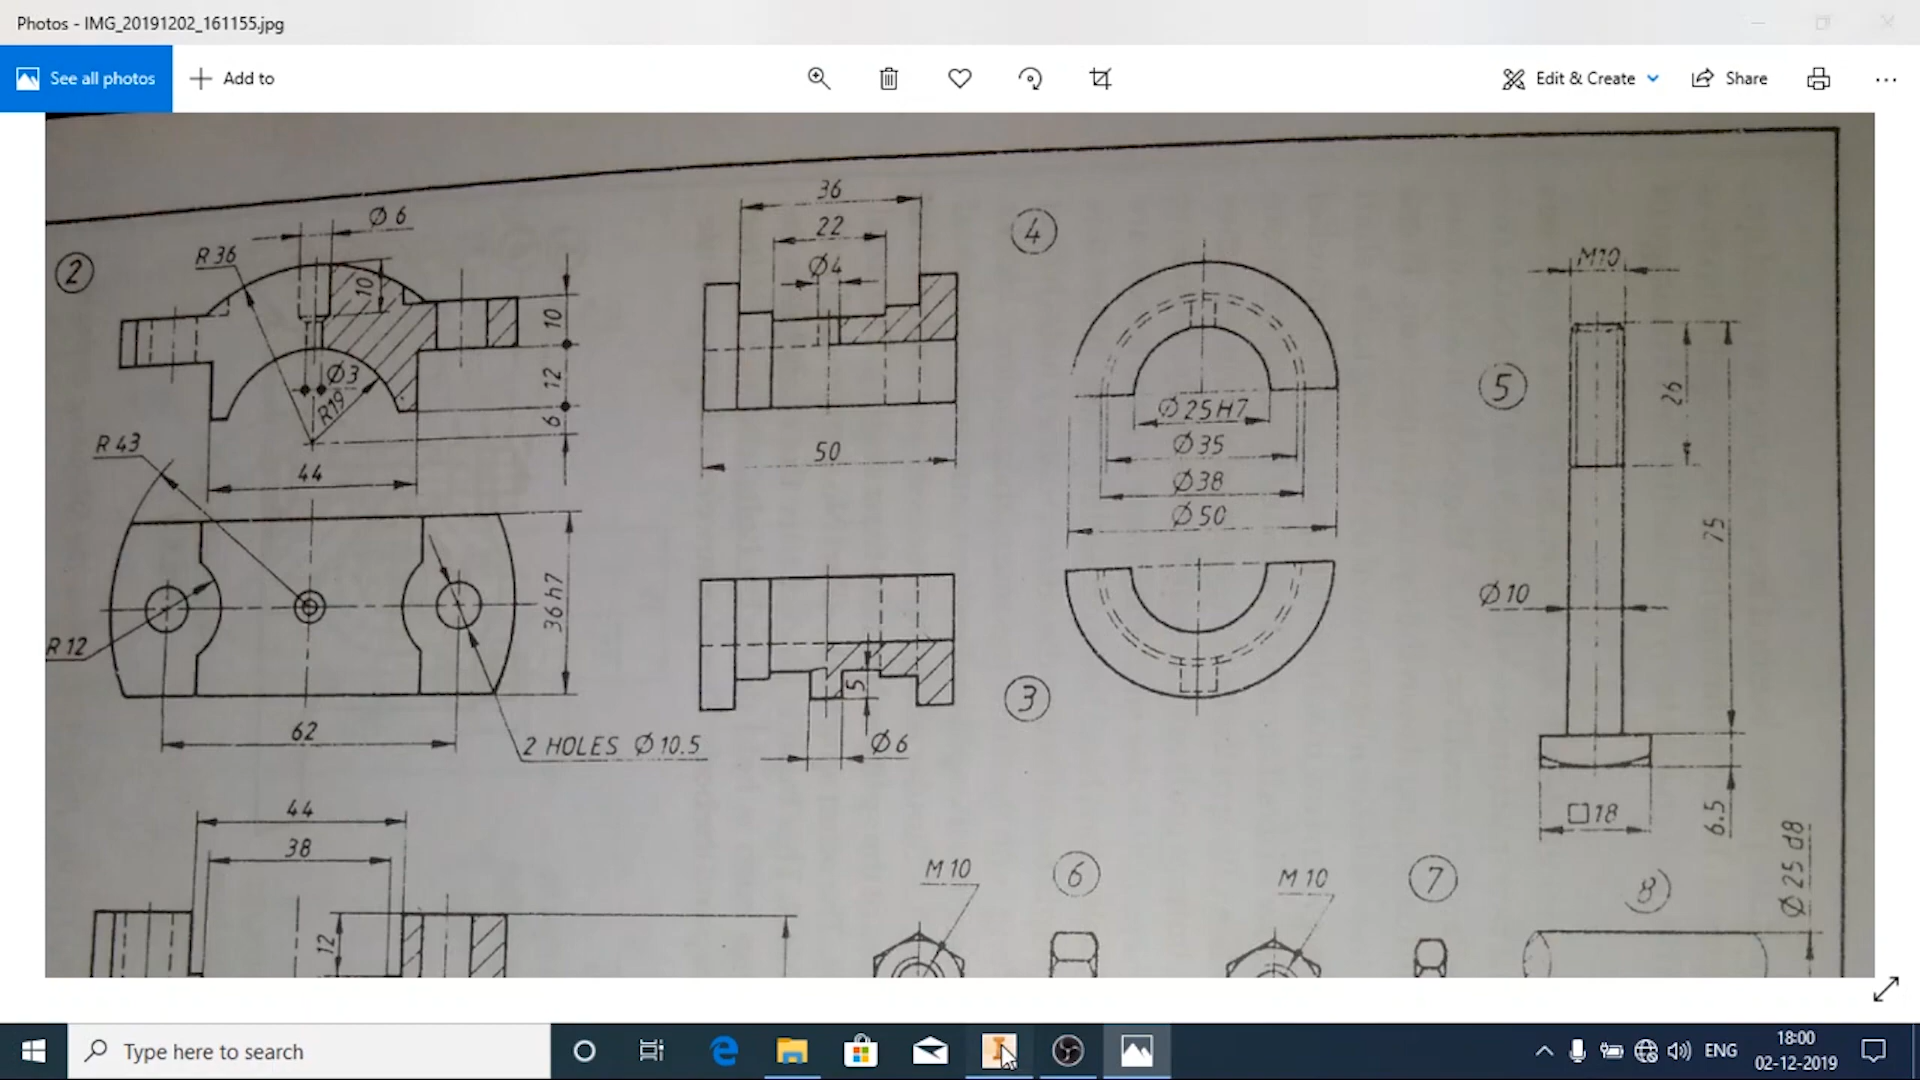 Photos - IMG_20191202_161155.jpg
See all photos
Add to
Edit & Create
Share
2
R 36
Ø 6
10
10
12
6
Ø3
R19
R 43
44
R 12
36 h7
62
2 HOLES Ø 10.5
44
38
12
36
22
Ø4
50
5
Ø 6
4
Ø 25 H7
Ø 35
Ø 38
Ø 50
3
M10
5
26
75
Ø 10
□ 18
6.5
M 10
6
M 10
7
8
Ø 25 d8
Type here to search
ENG
18:00
02-12-2019